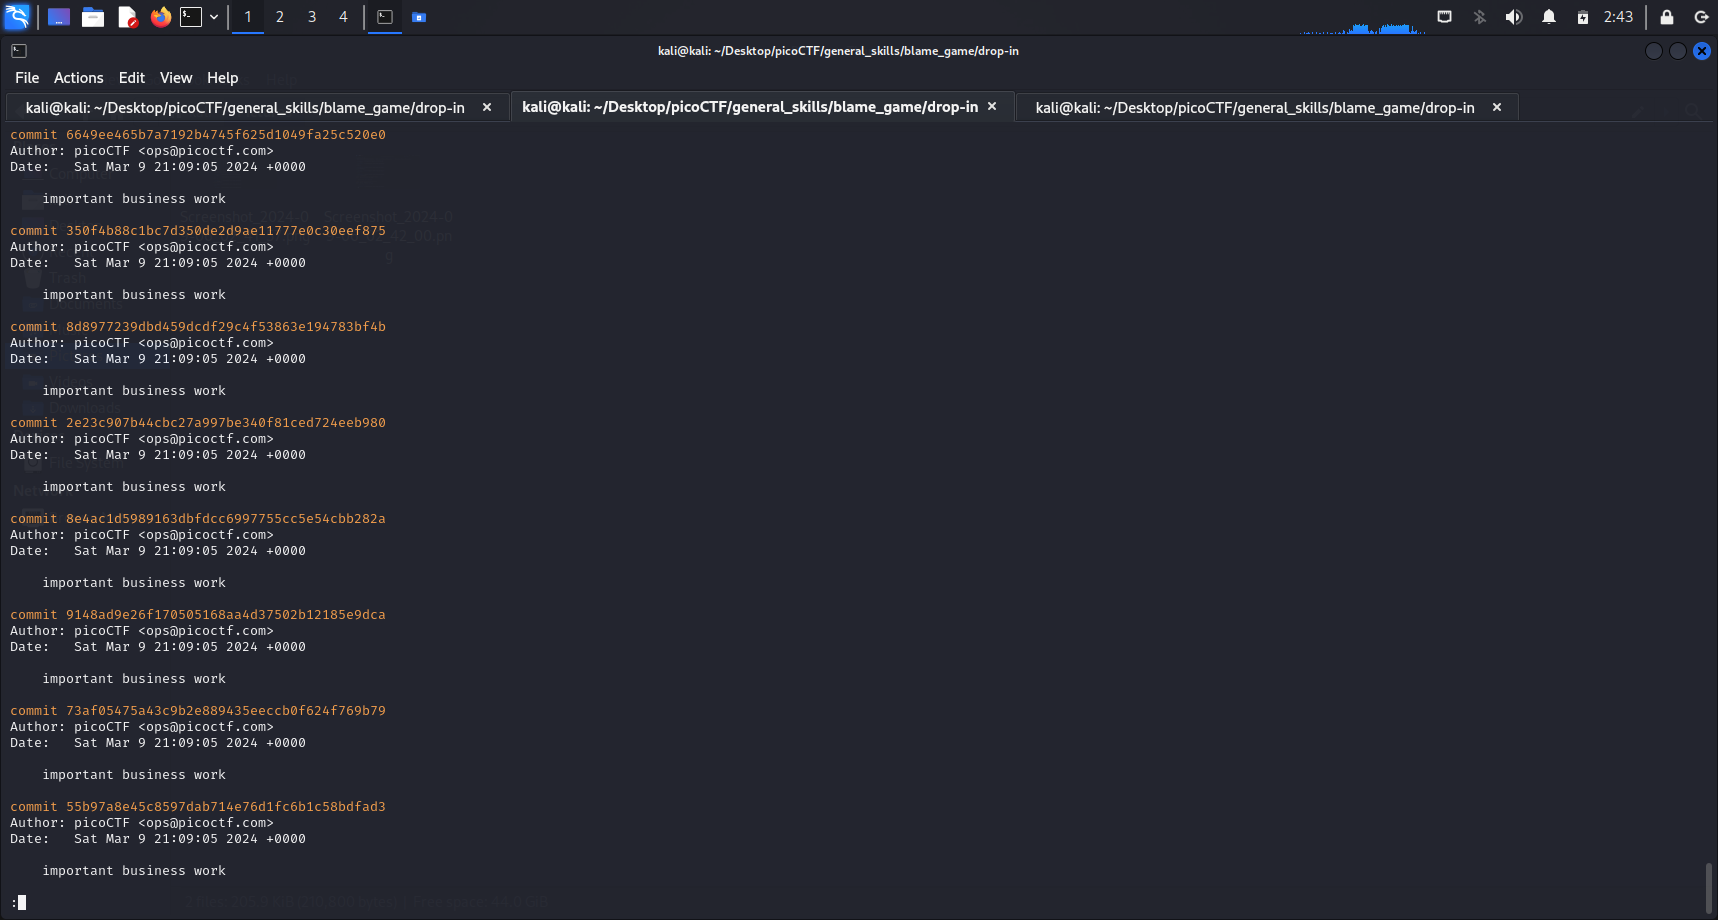 1 2 3 4 2:43
kali@kali: ~/Desktop/picoCTF/general_skills/blame_game/drop-in
File Actions Edit View Help
kali@kali: ~/Desktop/picoCTF/general_skills/blame_game/drop-in kali@kali: ~/Desktop/picoCTF/general_skills/blame_game/drop-in kali@kali: ~/Desktop/picoCTF/general_skills/blame_game/drop-in
commit 6649ee465b7a7192b4745f625d1049fa25c520e0
Author: picoCTF <ops@picoctf.com>
Date:   Sat Mar 9 21:09:05 2024 +0000
important business work
commit 350f4b88c1bc7d350de2d9ae11777e0c30eef875
Author: picoCTF <ops@picoctf.com>
Date:   Sat Mar 9 21:09:05 2024 +0000
important business work
commit 8d8977239dbd459dcdf29c4f53863e194783bf4b
Author: picoCTF <ops@picoctf.com>
Date:   Sat Mar 9 21:09:05 2024 +0000
important business work
commit 2e23c907b44cbc27a997be340f81ced724eeb980
Author: picoCTF <ops@picoctf.com>
Date:   Sat Mar 9 21:09:05 2024 +0000
important business work
commit 8e4ac1d5989163dbfdcc6997755cc5e54cbb282a
Author: picoCTF <ops@picoctf.com>
Date:   Sat Mar 9 21:09:05 2024 +0000
important business work
commit 9148ad9e26f170505168aa4d37502b12185e9dca
Author: picoCTF <ops@picoctf.com>
Date:   Sat Mar 9 21:09:05 2024 +0000
important business work
commit 73af05475a43c9b2e889435eeccb0f624f769b79
Author: picoCTF <ops@picoctf.com>
Date:   Sat Mar 9 21:09:05 2024 +0000
important business work
commit 55b97a8e45c8597dab714e76d1fc6b1c58bdfad3
Author: picoCTF <ops@picoctf.com>
Date:   Sat Mar 9 21:09:05 2024 +0000
important business work
: